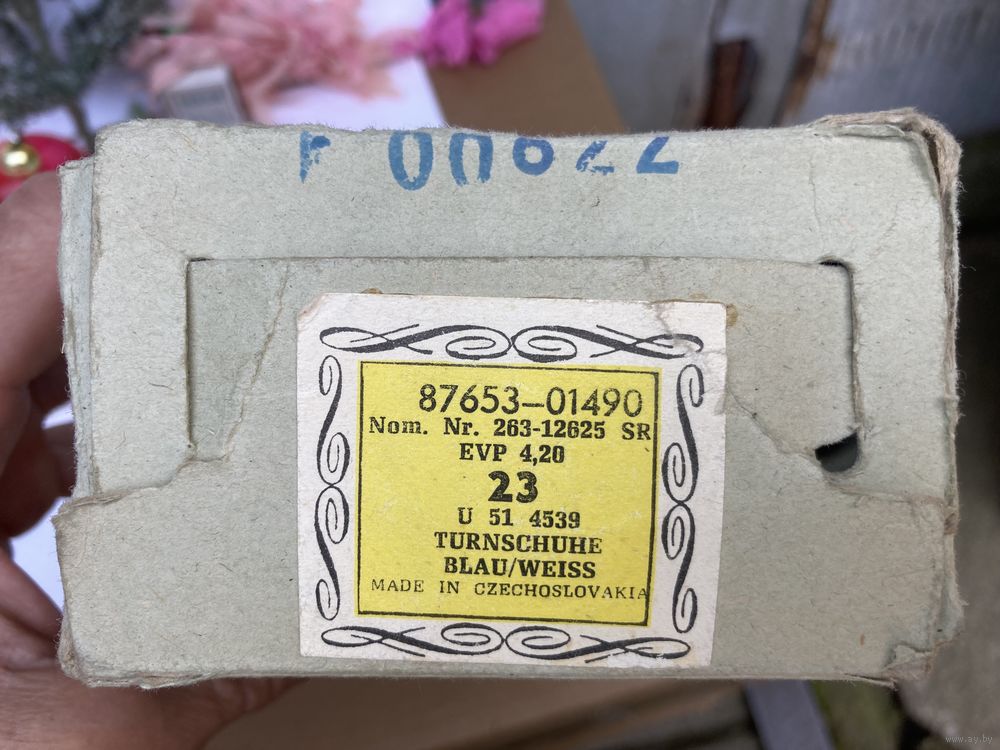 00622
87653-01490
Nom. Nr. 263-12625 SR
EVP 4,20
23
U 51 4539
TURNSCHUHE
BLAU/WEISS
MADE IN CZECHOSLOVAKIA
www.ay.by